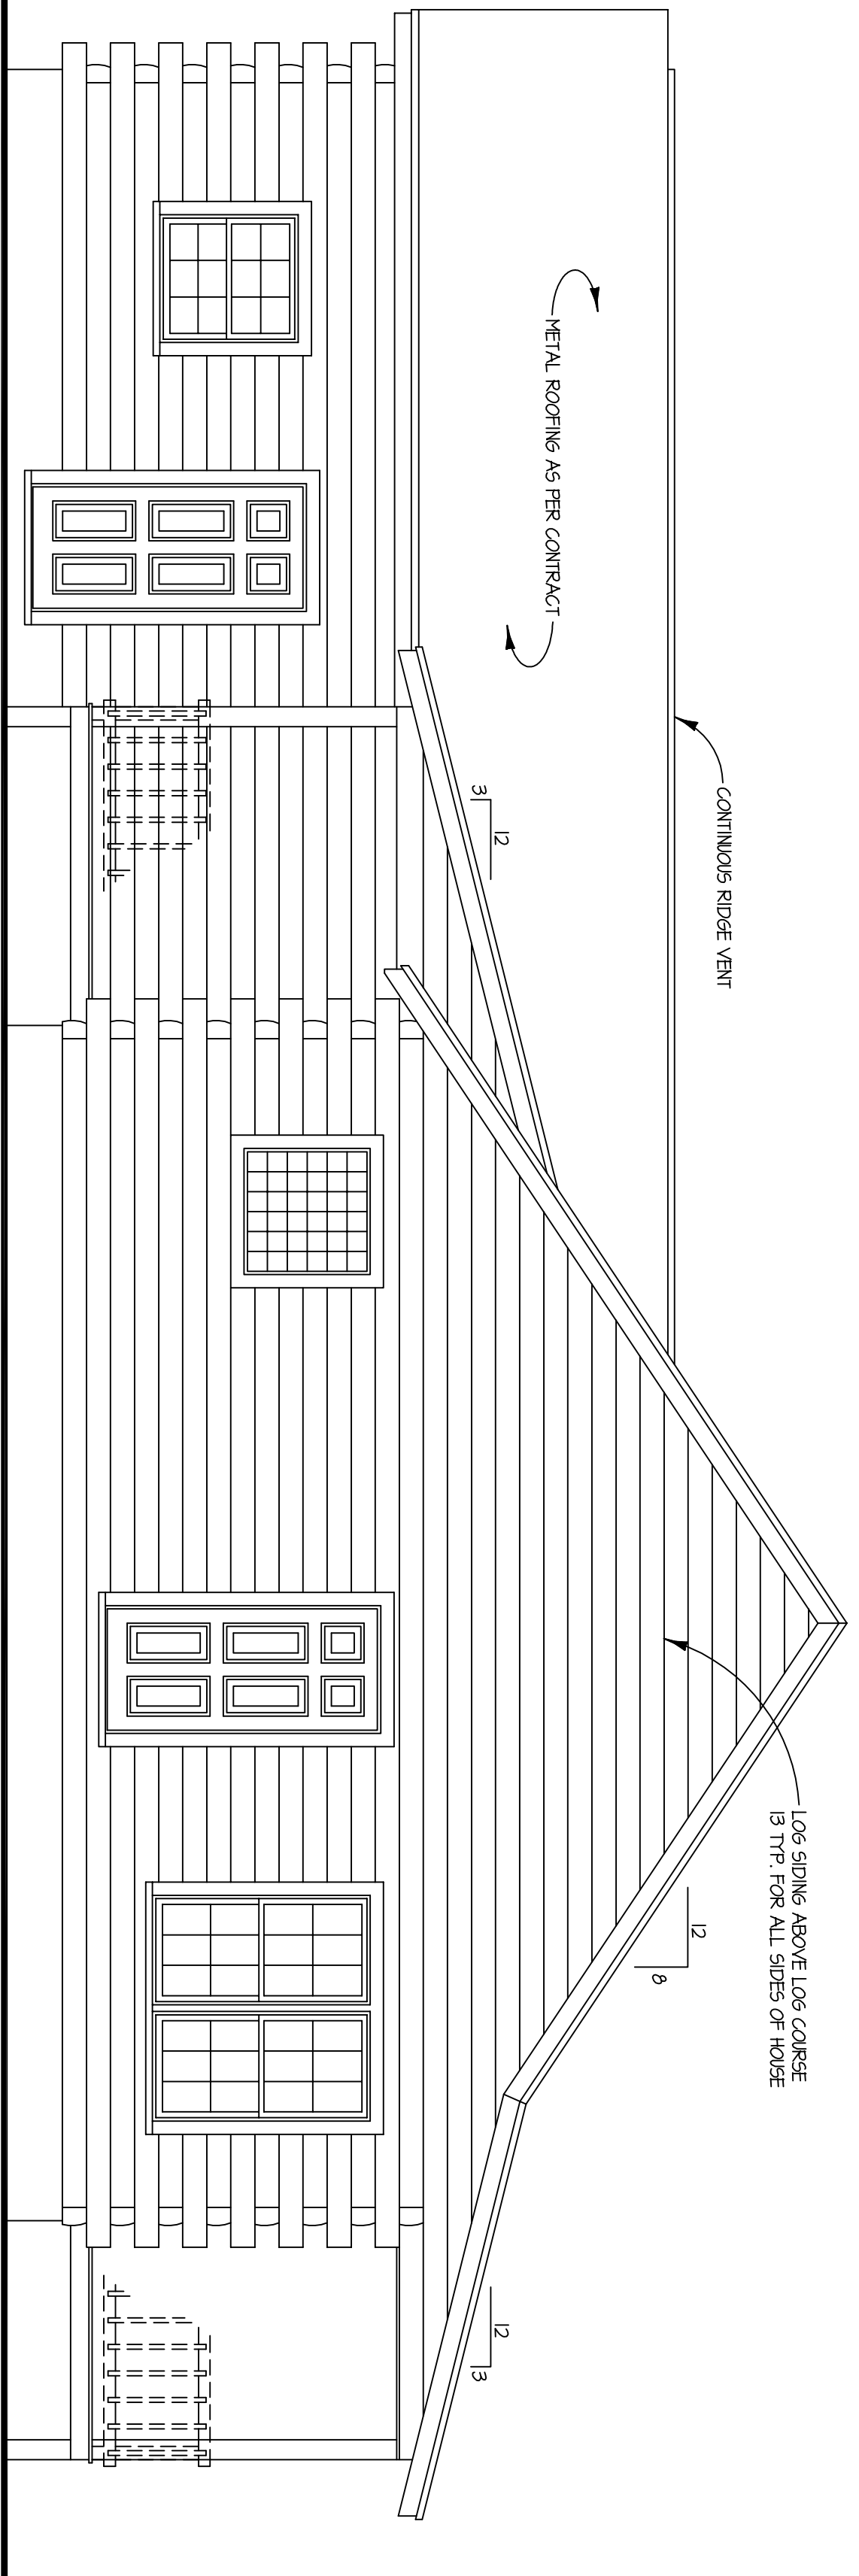 METAL ROOFING AS PER CONTRACT
CONTINUOUS RIDGE VENT
3
12
LOG SIDING ABOVE LOG COURSE
13 TYP. FOR ALL SIDES OF HOUSE
12
8
12
3